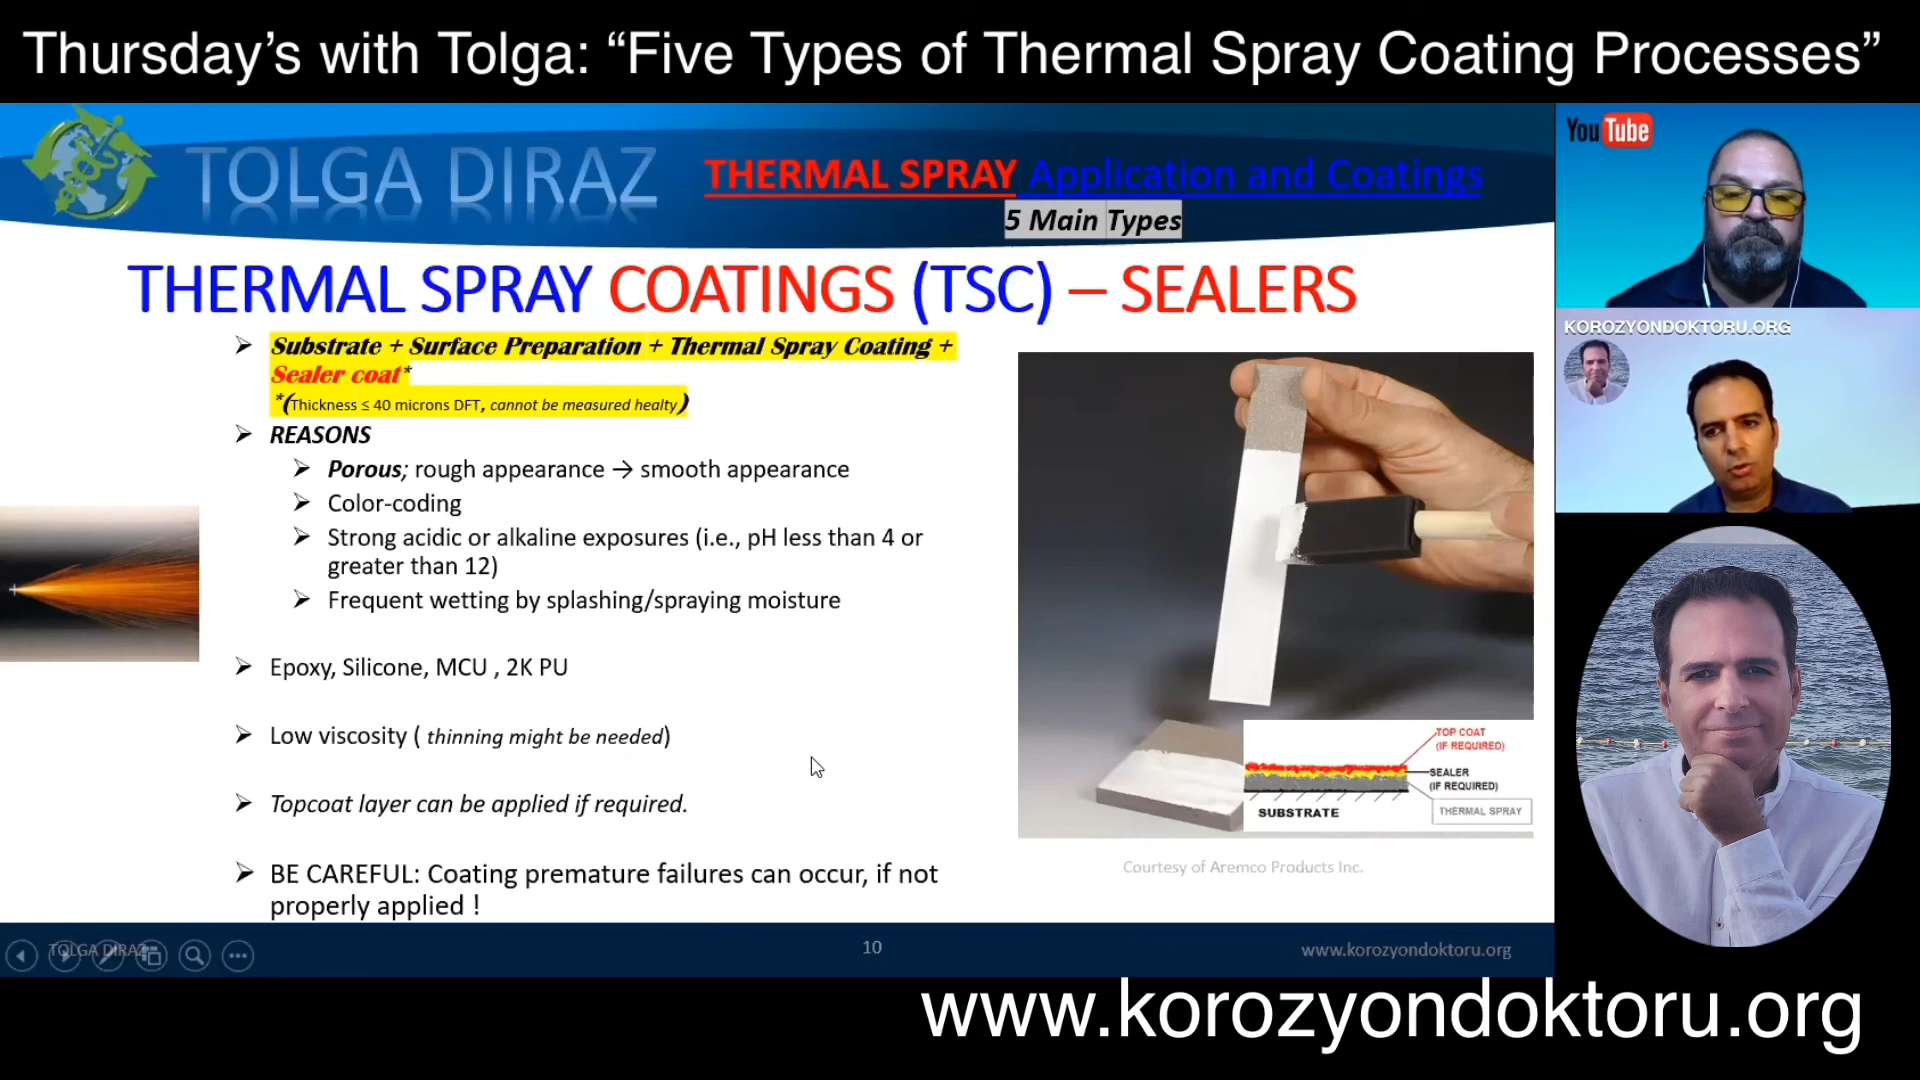 Thursday’s with Tolga: “Five Types of Thermal Spray Coating Processes”
TOLGA DIRAZ
THERMAL SPRAY Application and Coatings
5 Main Types
THERMAL SPRAY COATINGS (TSC) – SEALERS
➢ Substrate + Surface Preparation + Thermal Spray Coating +
Sealer coat*
*(Thickness ≤ 40 microns DFT, cannot be measured healty)
➢ REASONS
➢ Porous; rough appearance → smooth appearance
➢ Color-coding
➢ Strong acidic or alkaline exposures (i.e., pH less than 4 or
greater than 12)
➢ Frequent wetting by splashing/spraying moisture
➢ Epoxy, Silicone, MCU , 2K PU
➢ Low viscosity ( thinning might be needed)
➢ Topcoat layer can be applied if required.
➢ BE CAREFUL: Coating premature failures can occur, if not
properly applied !
TOP COAT
(IF REQUIRED)
SEALER
(IF REQUIRED)
THERMAL SPRAY
SUBSTRATE
Courtesy of Aremco Products Inc.
TOLGA DIRAZ
10
www.korozyondoktoru.org
YouTube
KOROZYONDOKTORU.ORG
www.korozyondoktoru.org